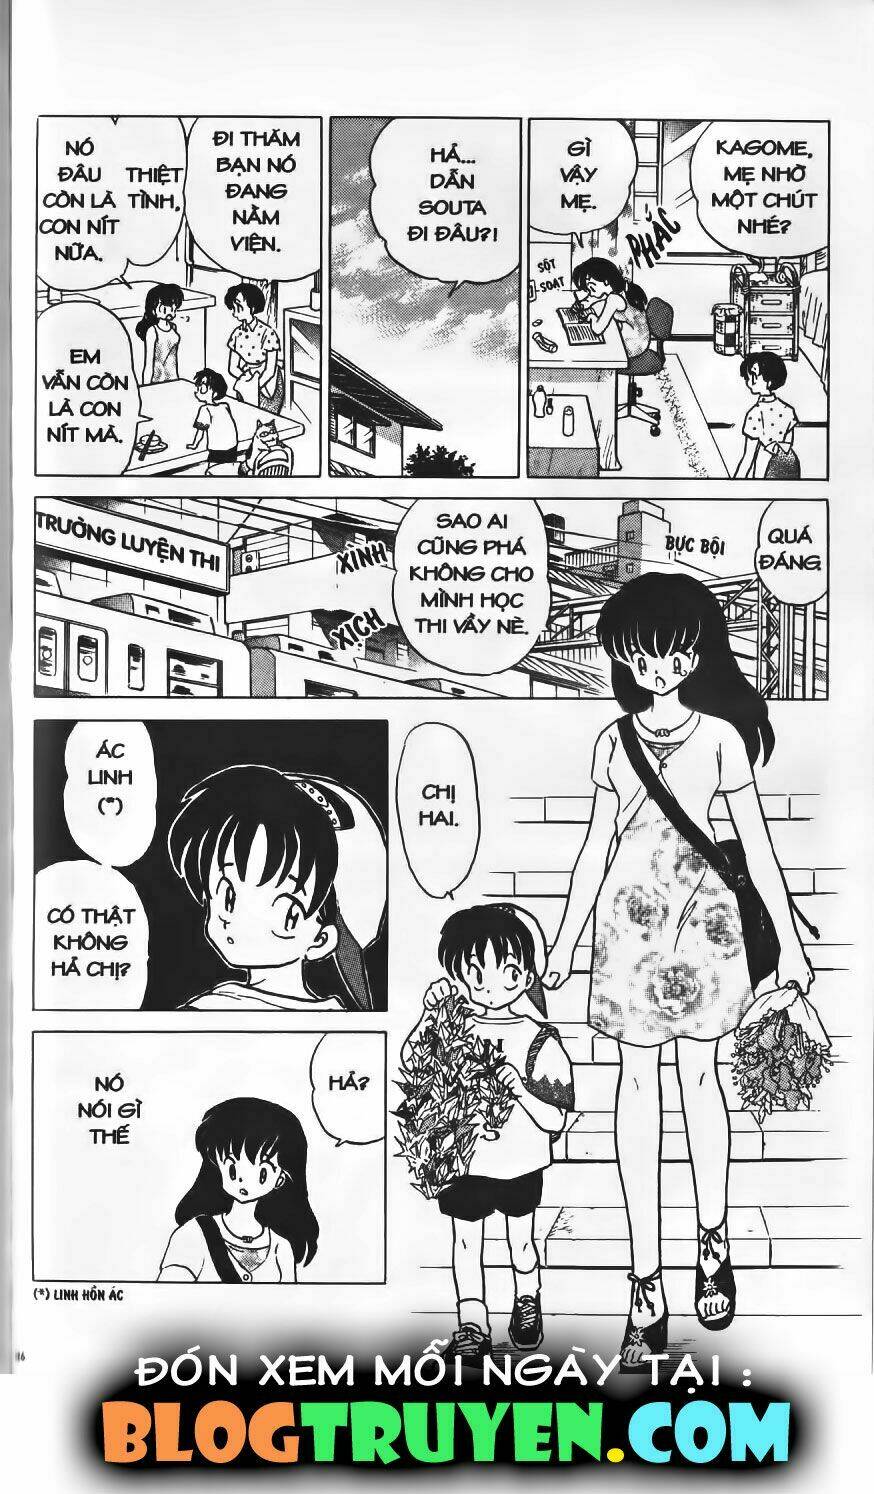 KAGOME,
MẸ NHỜ
MỘT CHÚT
NHÉ?
PHẮC
GÌ
VẬY
MẸ.
SỘT
SOẠT
HẢ...
DẪN
SOUTA
ĐI ĐÂU?!
ĐI THĂM
BẠN NÓ
ĐANG
NẰM
VIỆN.
THIỆT
TÌNH.
NÓ
ĐÂU
CÒN LÀ
CON NÍT
NỮA.
EM
VẪN CÒN
LÀ CON
NÍT MÀ.
QUÁ
ĐÁNG.
BỰC BỘI
SAO AI
CŨNG PHÁ
KHÔNG CHO
MÌNH HỌC
THI VẦY NÈ.
XÌNH
XỊCH
TRƯỜNG LUYỆN THI
CHỊ
HAI.
ÁC
LINH
(*)
CÓ THẬT
KHÔNG
HẢ CHỊ?
HẢ?
NÓ
NÓI GÌ
THẾ
(*) LINH HỒN ÁC
116
ĐÓN XEM MỖI NGÀY TẠI :
BLOGTRUYEN.COM